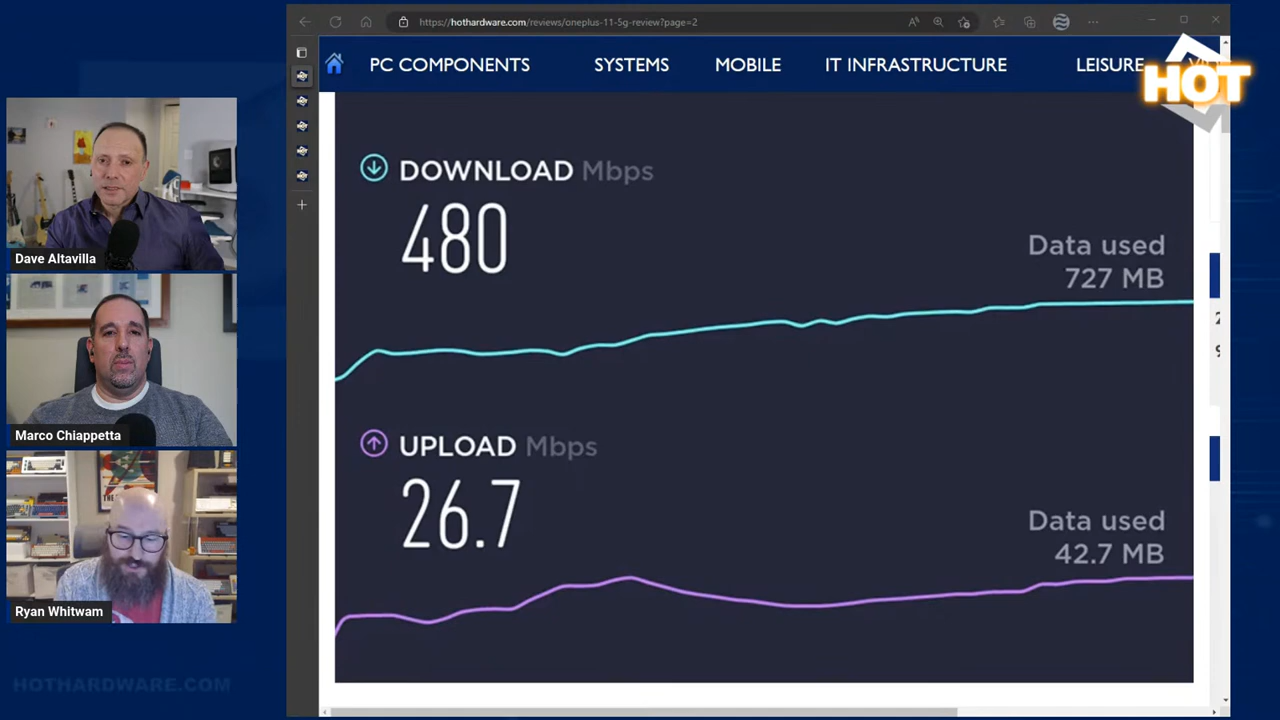 https://hothardware.com/reviews/oneplus-11-5g-review?page=2
PC COMPONENTS SYSTEMS MOBILE IT INFRASTRUCTURE LEISURE
HOT
DOWNLOAD Mbps
480
Data used
727 MB
UPLOAD Mbps
26.7
Data used
42.7 MB
Dave Altavilla
Marco Chiappetta
Ryan Whitwam
HOTHARDWARE.COM